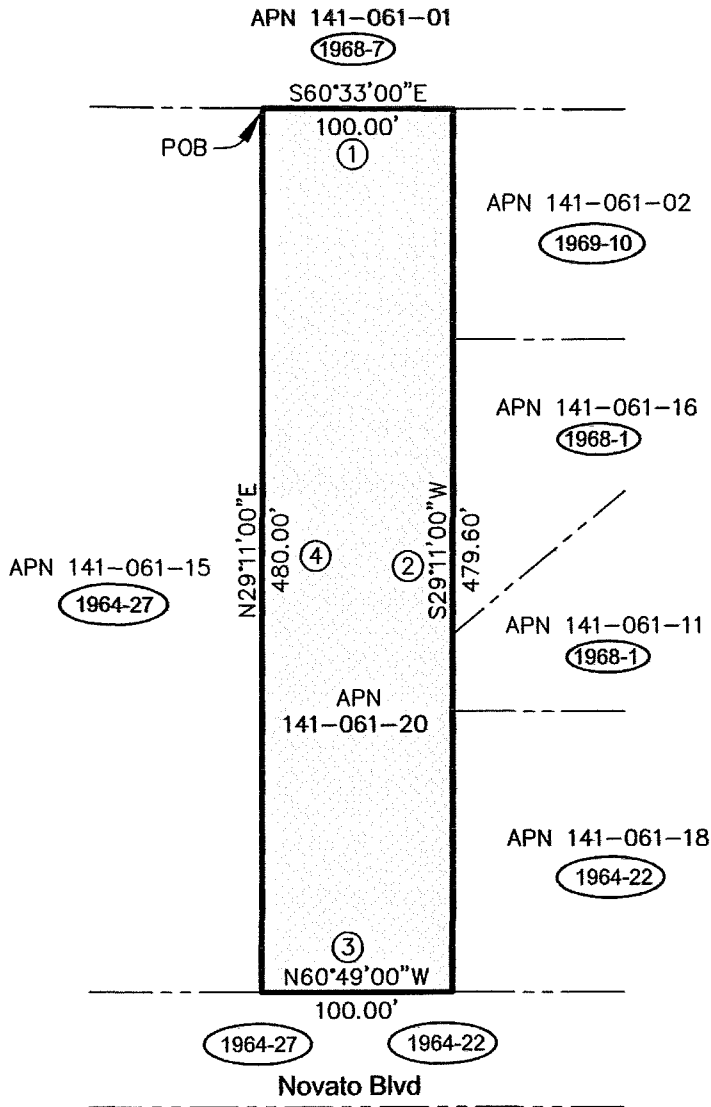 APN 141-061-01
1968-7
S60°33'00"E
100.00'
POB
1
APN 141-061-02
1969-10
APN 141-061-16
1968-1
N29°11'00"E
480.00'
4
2
S29°11'00"W
479.60'
APN 141-061-15
1964-27
APN 141-061-11
1968-1
APN
141-061-20
APN 141-061-18
1964-22
3
N60°49'00"W
100.00'
1964-27
1964-22
Novato Blvd